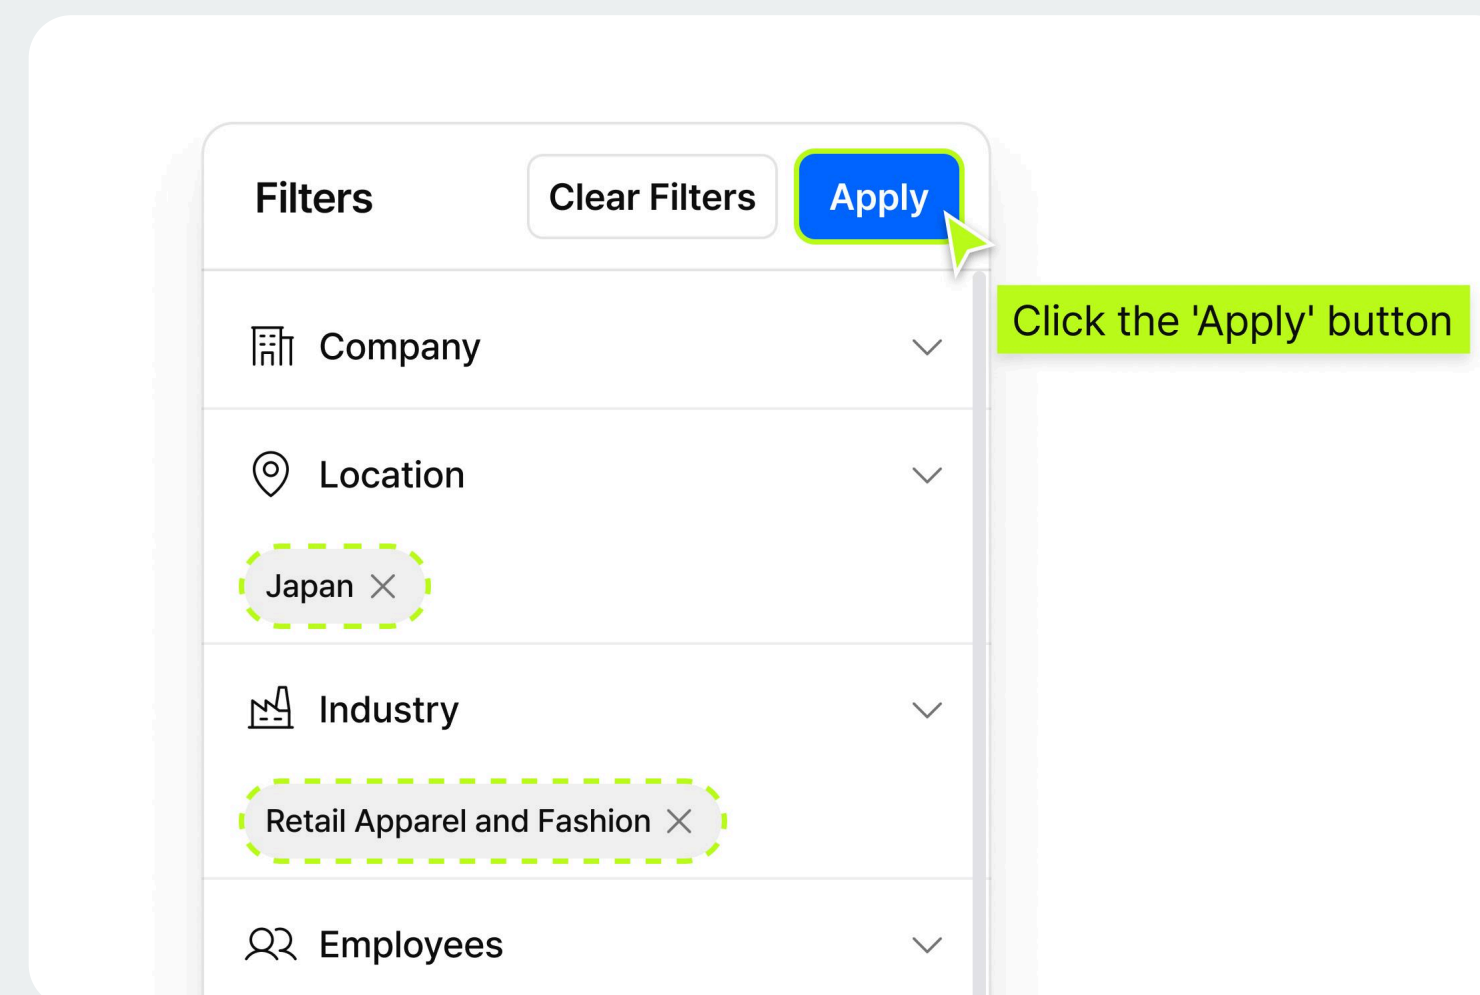 Filters
Clear Filters
Apply
Click the 'Apply' button
Company
Location
Japan
Industry
Retail Apparel and Fashion
Employees